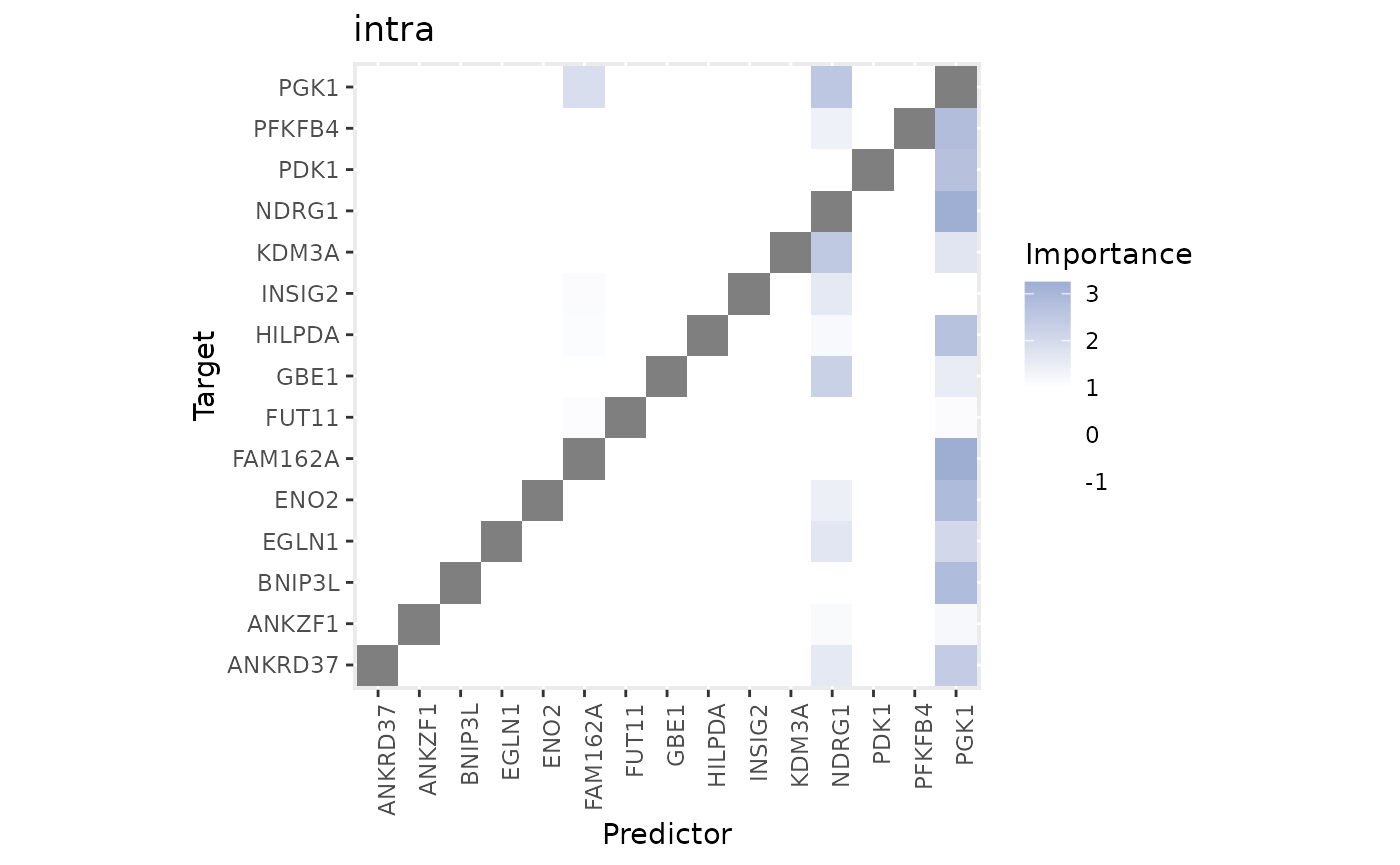 intra
PGK1
PFKFB4
PDK1
NDRG1
KDM3A
INSIG2
HILPDA
GBE1
FUT11
FAM162A
ENO2
EGLN1
BNIP3L
ANKZF1
ANKRD37
Target
ANKRD37
ANKZF1
BNIP3L
EGLN1
ENO2
FAM162A
FUT11
GBE1
HILPDA
INSIG2
KDM3A
NDRG1
PDK1
PFKFB4
PGK1
Predictor
Importance
3
2
1
0
-1